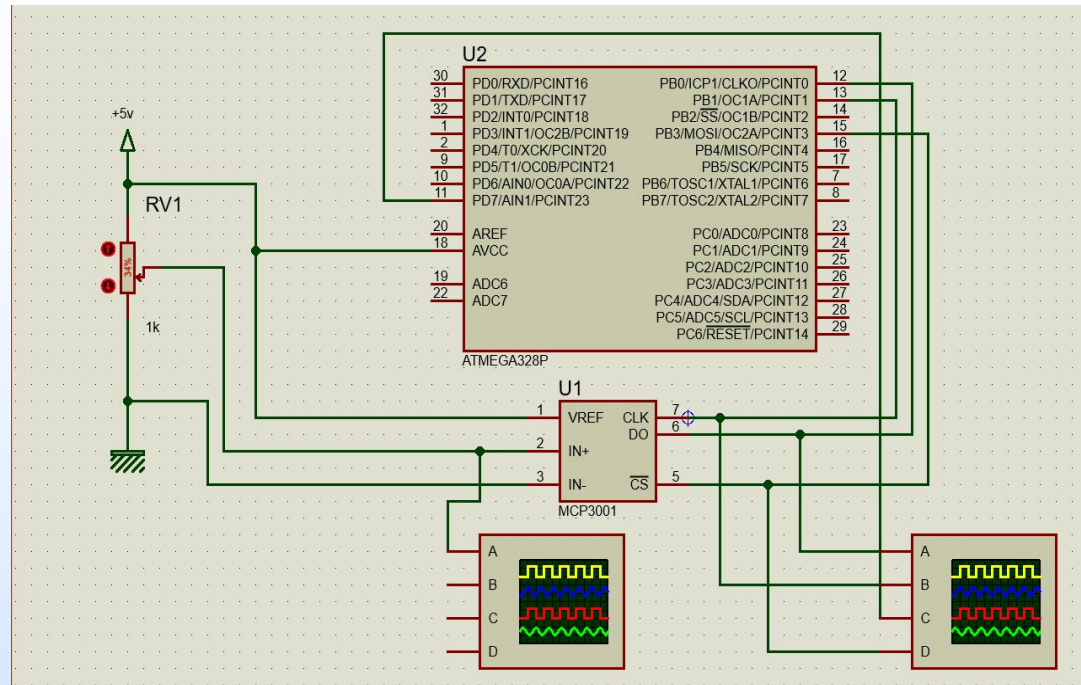 U2
30 PD0/RXD/PCINT16 PB0/ICP1/CLKO/PCINT0 12
31 PD1/TXD/PCINT17 PB1/OC1A/PCINT1 13
32 PD2/INT0/PCINT18 PB2/SS/OC1B/PCINT2 14
1 PD3/INT1/OC2B/PCINT19 PB3/MOSI/OC2A/PCINT3 15
2 PD4/T0/XCK/PCINT20 PB4/MISO/PCINT4 16
9 PD5/T1/OC0B/PCINT21 PB5/SCK/PCINT5 17
10 PD6/AIN0/OC0A/PCINT22 PB6/TOSC1/XTAL1/PCINT6 7
11 PD7/AIN1/PCINT23 PB7/TOSC2/XTAL2/PCINT7 8
20 AREF PC0/ADC0/PCINT8 23
18 AVCC PC1/ADC1/PCINT9 24
PC2/ADC2/PCINT10 25
19 ADC6 PC3/ADC3/PCINT11 26
22 ADC7 PC4/ADC4/SDA/PCINT12 27
PC5/ADC5/SCL/PCINT13 28
PC6/RESET/PCINT14 29
ATMEGA328P
+5v
RV1
34%
1k
U1
1 VREF CLK 7
DO 6
2 IN+
3 IN- CS 5
MCP3001
A
B
C
D
A
B
C
D